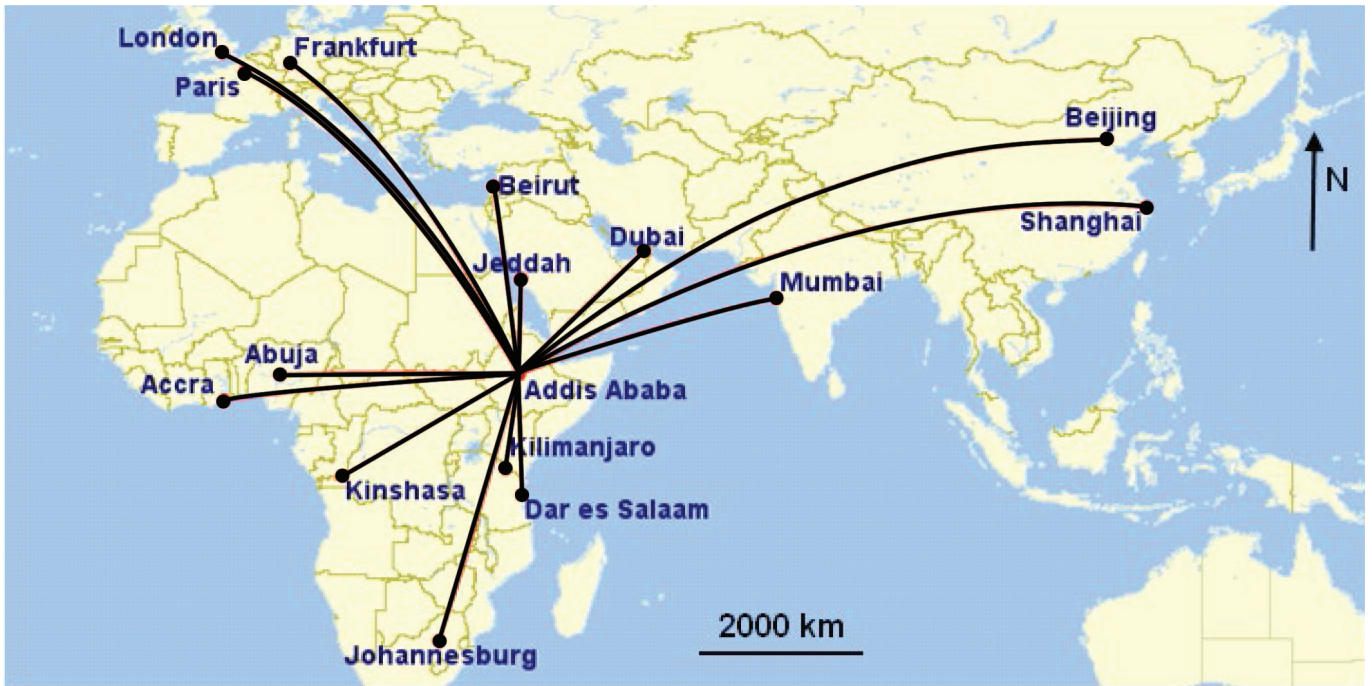 London
Frankfurt
Paris
Beijing
N
Beirut
Shanghai
Dubai
Jeddah
Mumbai
Abuja
Accra
Addis Ababa
Kilimanjaro
Kinshasa
Dar es Salaam
2000 km
Johannesburg